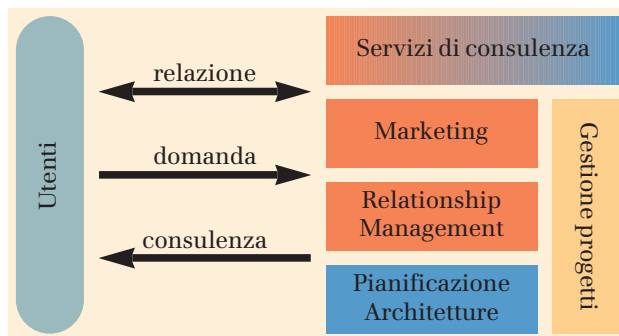 Utenti
relazione
domanda
consulenza
Servizi di consulenza
Marketing
Relationship
Management
Pianificazione
Architetture
Gestione progetti